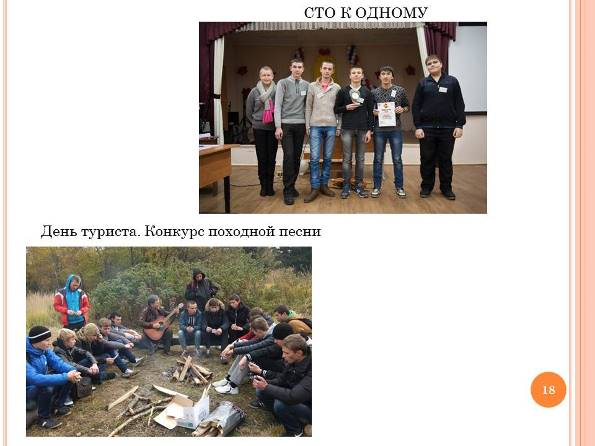 СТО К ОДНОМУ
День туриста. Конкурс походной песни
18